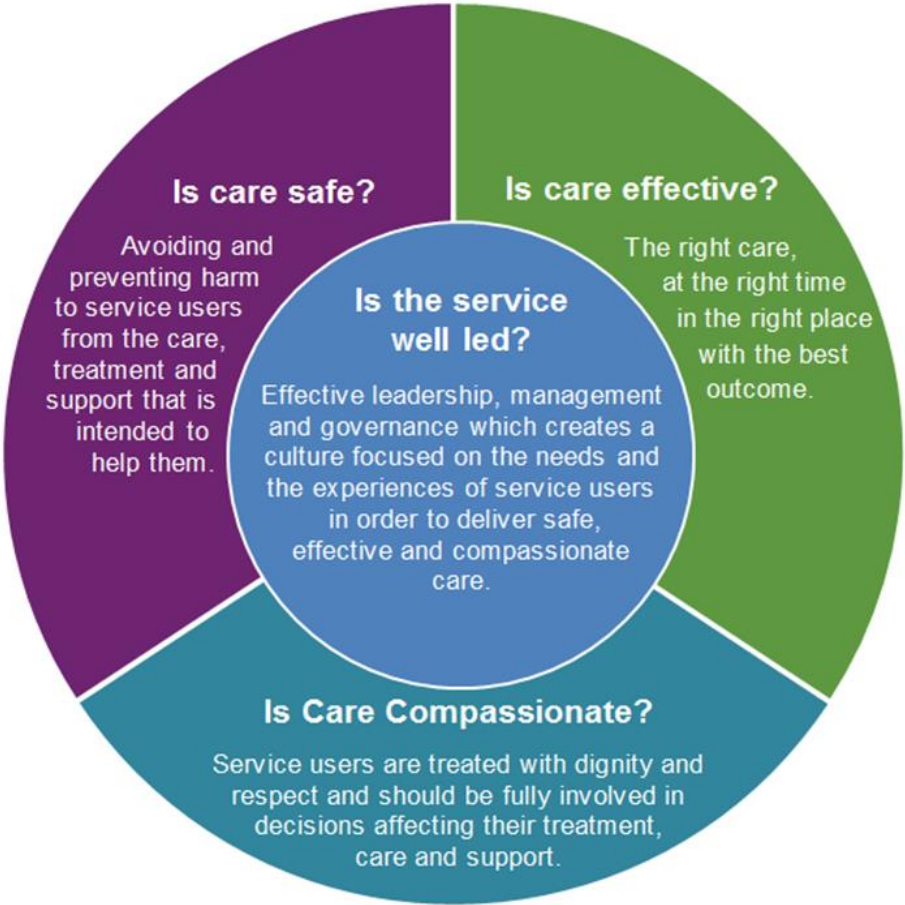 Is care safe?
Avoiding and
preventing harm
to service users
from the care,
treatment and
support that is
intended to
help them.
Is care effective?
The right care,
at the right time
in the right place
with the best
outcome.
Is the service
well led?
Effective leadership, management
and governance which creates a
culture focused on the needs and
the experiences of service users
in order to deliver safe,
effective and compassionate
care.
Is Care Compassionate?
Service users are treated with dignity and
respect and should be fully involved in
decisions affecting their treatment,
care and support.